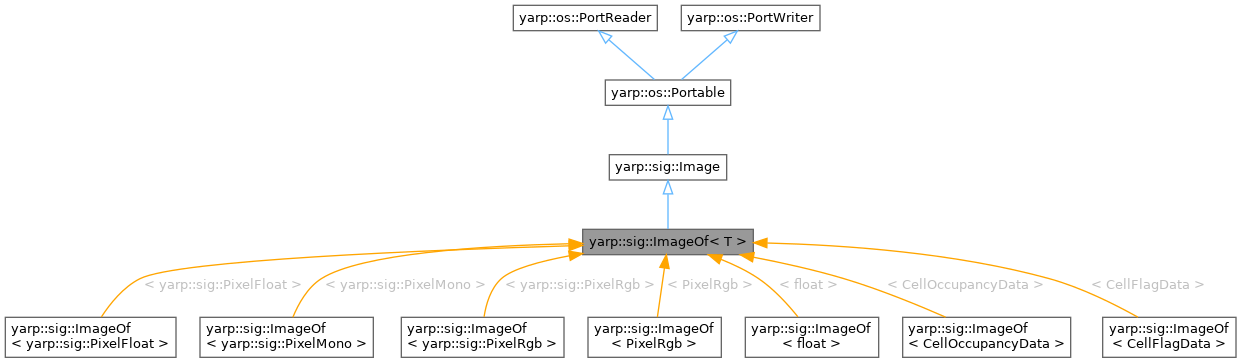 yarp::os::PortReader
yarp::os::PortWriter
yarp::os::Portable
yarp::sig::Image
yarp::sig::ImageOf< T >
< yarp::sig::PixelFloat >
< yarp::sig::PixelMono >
< yarp::sig::PixelRgb >
< PixelRgb >
< float >
< CellOccupancyData >
< CellFlagData >
yarp::sig::ImageOf
< yarp::sig::PixelFloat >
yarp::sig::ImageOf
< yarp::sig::PixelMono >
yarp::sig::ImageOf
< yarp::sig::PixelRgb >
yarp::sig::ImageOf
< PixelRgb >
yarp::sig::ImageOf
< float >
yarp::sig::ImageOf
< CellOccupancyData >
yarp::sig::ImageOf
< CellFlagData >